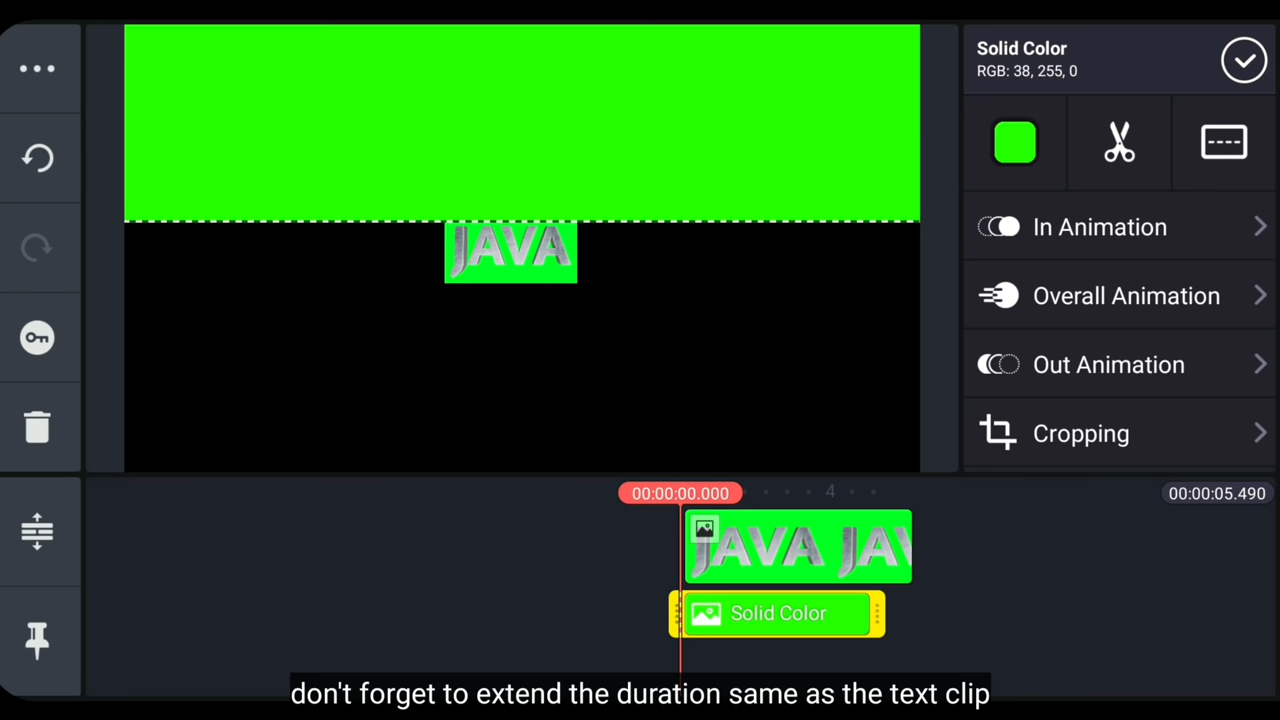 Solid Color
RGB: 38, 255, 0
JAVA
In Animation
Overall Animation
Out Animation
Cropping
00:00:00.000
4
00:00:05.490
JAVA JAV
Solid Color
don't forget to extend the duration same as the text clip